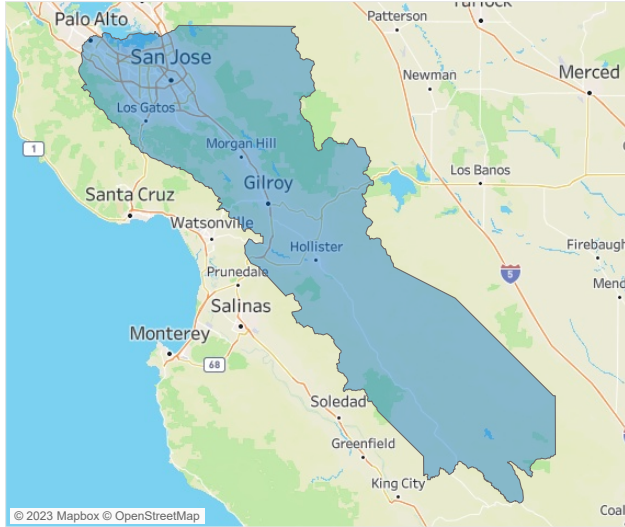 Patterson
Palo Alto
San Jose
Newman
Merced
Los Gatos
1
Morgan Hill
Los Banos
Gilroy
Santa Cruz
Watsonville
Hollister
Firebaugh
5
Prunedale
Mend
Salinas
Monterey
68
Soledad
Greenfield
King City
Coal
© 2023 Mapbox © OpenStreetMap